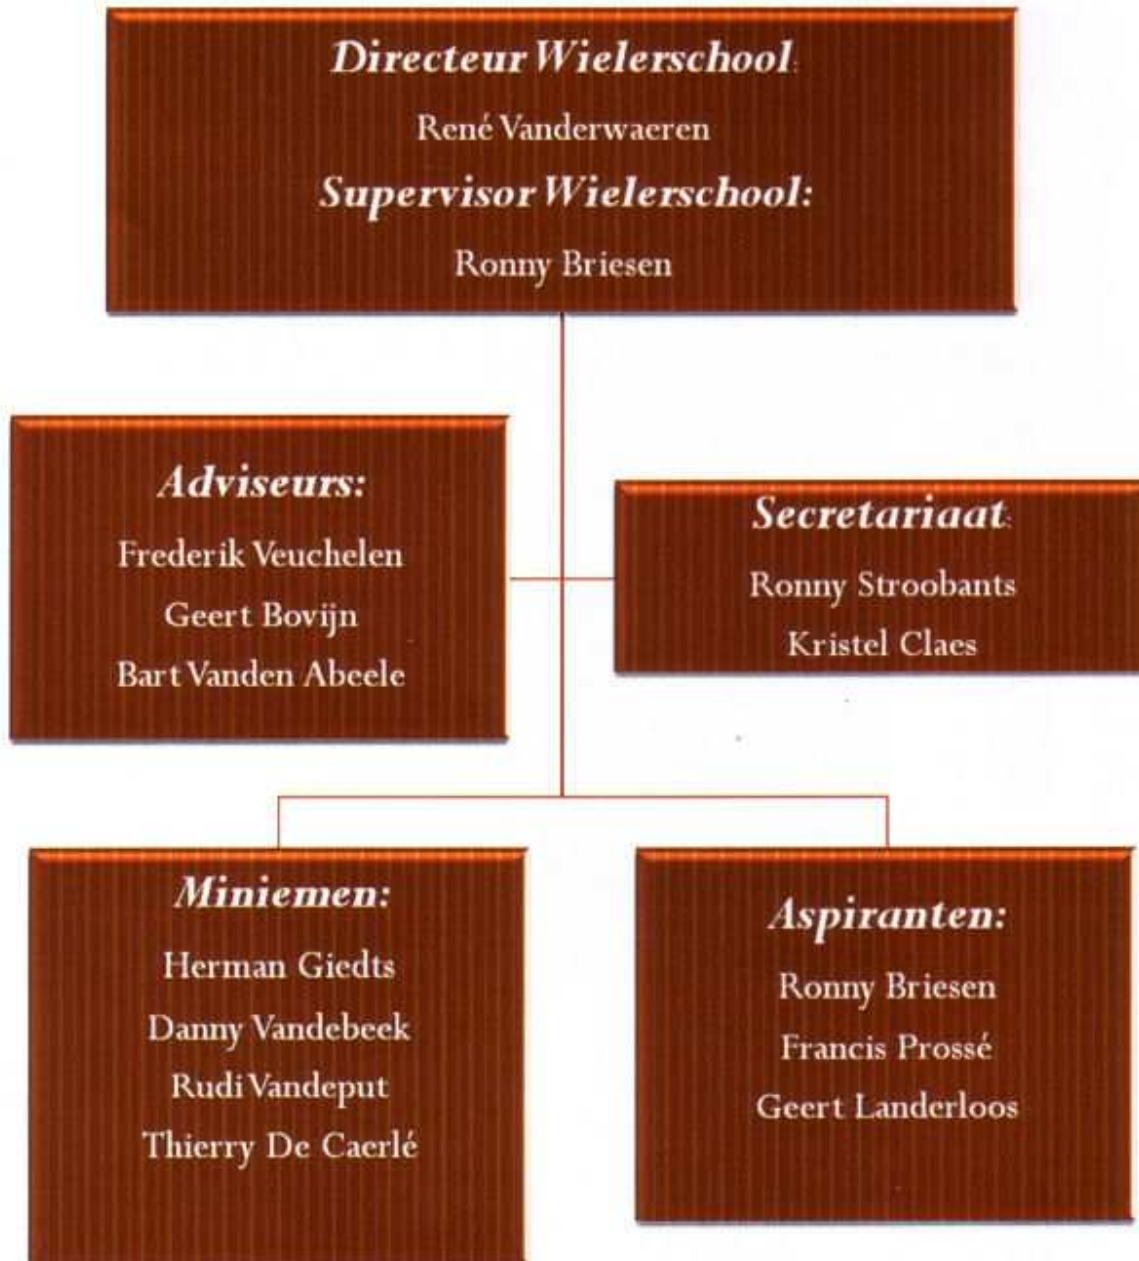 Directeur Wielerschool:
René Vanderwaeren
Supervisor Wielerschool:
Ronny Briesen
Adviseurs:
Frederik Veuchelen
Geert Bovijn
Bart Vanden Abeele
Secretariaat:
Ronny Stroobants
Kristel Claes
Miniemen:
Herman Giedts
Danny Vandebeek
Rudi Vandeput
Thierry De Caerlé
Aspiranten:
Ronny Briesen
Francis Prossé
Geert Landerloos